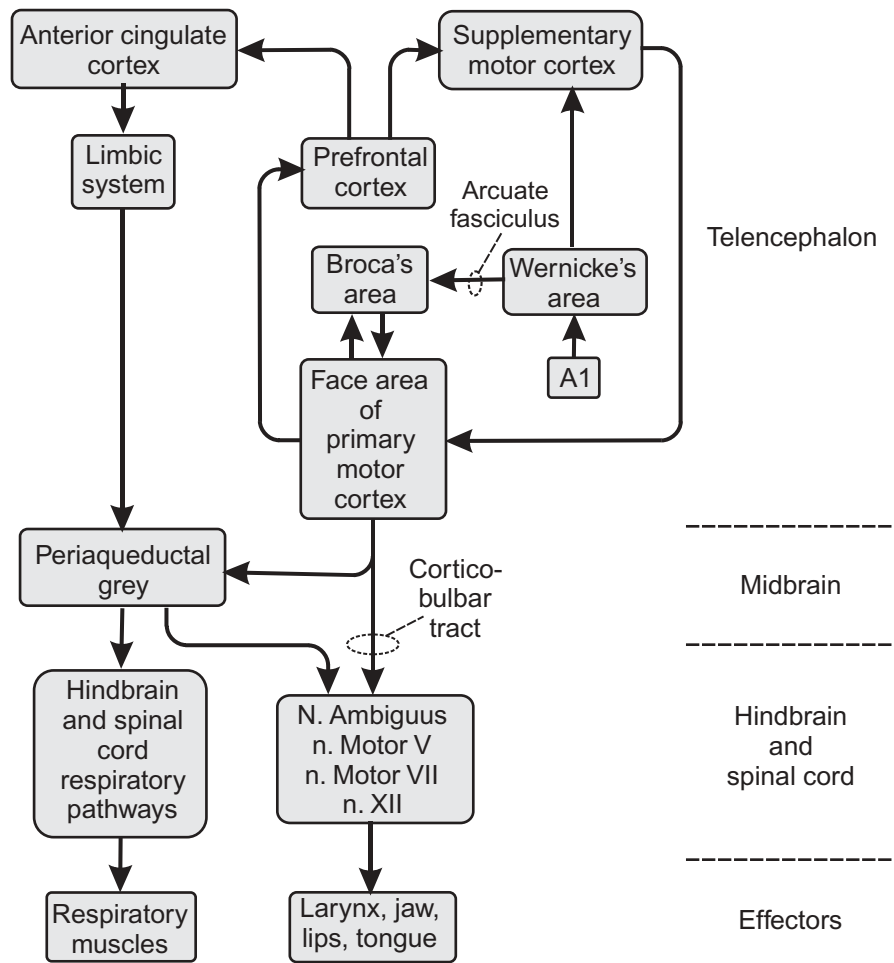 Anterior cingulate
cortex
Supplementary
motor cortex
Limbic
system
Prefrontal
cortex
Arcuate
fasciculus
Telencephalon
Broca's
area
Wernicke's
area
A1
Face area
of
primary
motor
cortex
Periaqueductal
grey
Cortico-
bulbar
tract
Midbrain
Hindbrain
and spinal
cord
respiratory
pathways
N. Ambiguus
n. Motor V
n. Motor VII
n. XII
Hindbrain
and
spinal cord
Respiratory
muscles
Larynx, jaw,
lips, tongue
Effectors